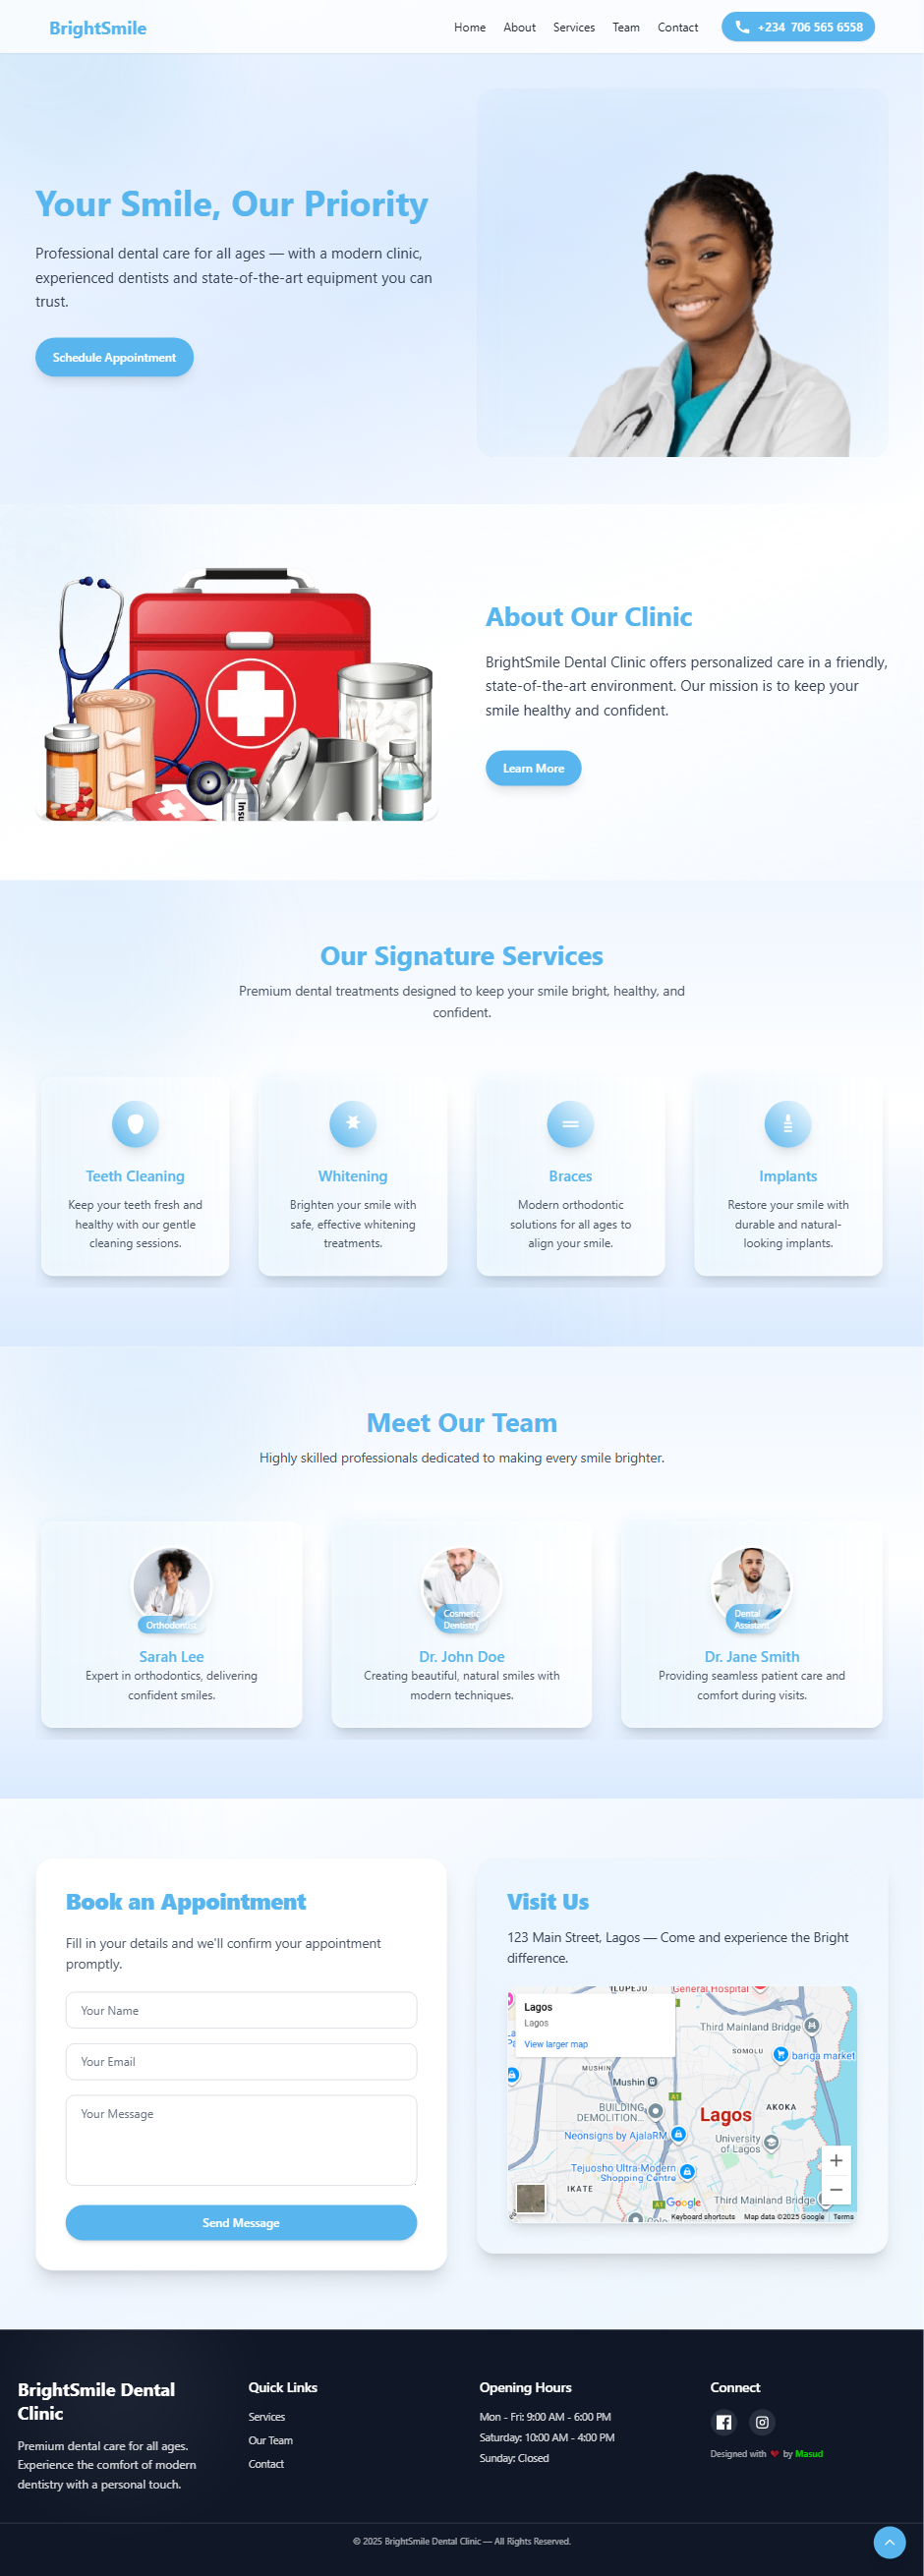 BrightSmile
Home About Services Team Contact +234 706 565 6558
Your Smile, Our Priority
Professional dental care for all ages — with a modern clinic,
experienced dentists and state-of-the-art equipment you can
trust.
Schedule Appointment
About Our Clinic
BrightSmile Dental Clinic offers personalized care in a friendly,
state-of-the-art environment. Our mission is to keep your
smile healthy and confident.
Learn More
Our Signature Services
Premium dental treatments designed to keep your smile bright, healthy, and
confident.
Teeth Cleaning
Keep your teeth fresh and
healthy with our gentle
cleaning sessions.
Whitening
Brighten your smile with
safe, effective whitening
treatments.
Braces
Modern orthodontic
solutions for all ages to
align your smile.
Implants
Restore your smile with
durable and natural-
looking implants.
Meet Our Team
Highly skilled professionals dedicated to making every smile brighter.
Orthodontist
Sarah Lee
Expert in orthodontics, delivering
confident smiles.
Cosmetic
Dentistry
Dr. John Doe
Creating beautiful, natural smiles with
modern techniques.
Dental
Assistant
Dr. Jane Smith
Providing seamless patient care and
comfort during visits.
Book an Appointment
Fill in your details and we'll confirm your appointment
promptly.
Your Name
Your Email
Your Message
Send Message
Visit Us
123 Main Street, Lagos — Come and experience the Bright
difference.
ILUPEJU
General Hospital
Lagos
Lagos
View larger map
Third Mainland Bridge
SOMOLU
bariga market
MUSHIN
Mushin
A1
BUILDING
DEMOLITION...
Lagos
AKOKA
Neonsigns by AjalaRM
University
of Lagos
Tejuosho Ultra-Modern
Shopping Centre
IKATE
A1
Google
Third Mainland Bridge
Keyboard shortcuts Map data ©2025 Google Terms
BrightSmile Dental
Clinic
Premium dental care for all ages.
Experience the comfort of modern
dentistry with a personal touch.
Quick Links
Services
Our Team
Contact
Opening Hours
Mon - Fri: 9:00 AM - 6:00 PM
Saturday: 10:00 AM - 4:00 PM
Sunday: Closed
Connect
Designed with ❤ by Masud
© 2025 BrightSmile Dental Clinic — All Rights Reserved.